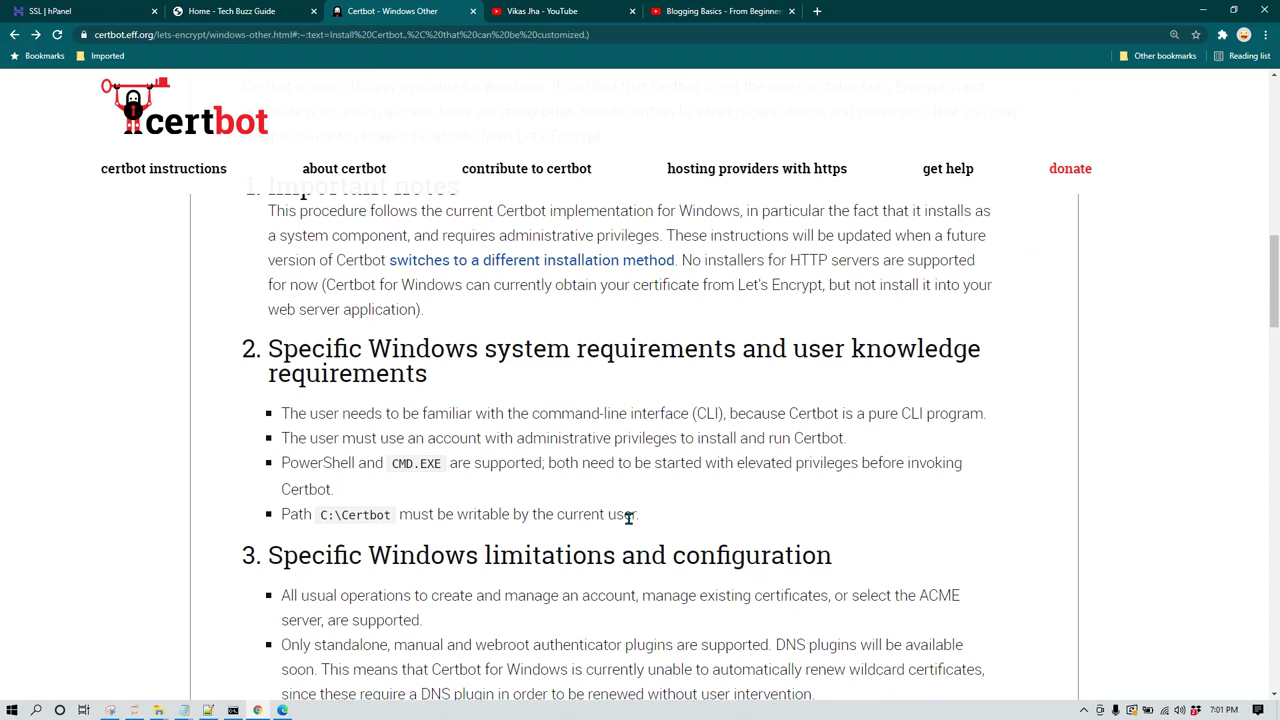 SSL | hPanel
Home - Tech Buzz Guide
Certbot - Windows Other
Vikas Jha - YouTube
Blogging Basics - From Beginner
certbot.eff.org/lets-encrypt/windows-other.html#:~:text=Install%20Certbot.,%2C%20that%20can%20be%20customized.)
Bookmarks
Imported
Other bookmarks
Reading list
certbot
certbot instructions
about certbot
contribute to certbot
hosting providers with https
get help
donate
1. Important notes
This procedure follows the current Certbot implementation for Windows, in particular the fact that it installs as
a system component, and requires administrative privileges. These instructions will be updated when a future
version of Certbot switches to a different installation method. No installers for HTTP servers are supported
for now (Certbot for Windows can currently obtain your certificate from Let's Encrypt, but not install it into your
web server application).
2. Specific Windows system requirements and user knowledge
requirements
The user needs to be familiar with the command-line interface (CLI), because Certbot is a pure CLI program.
The user must use an account with administrative privileges to install and run Certbot.
PowerShell and CMD.EXE are supported; both need to be started with elevated privileges before invoking
Certbot.
Path C:\Certbot must be writable by the current user.
3. Specific Windows limitations and configuration
All usual operations to create and manage an account, manage existing certificates, or select the ACME
server, are supported.
Only standalone, manual and webroot authenticator plugins are supported. DNS plugins will be available
soon. This means that Certbot for Windows is currently unable to automatically renew wildcard certificates,
since these require a DNS plugin in order to be renewed without user intervention.
7:01 PM